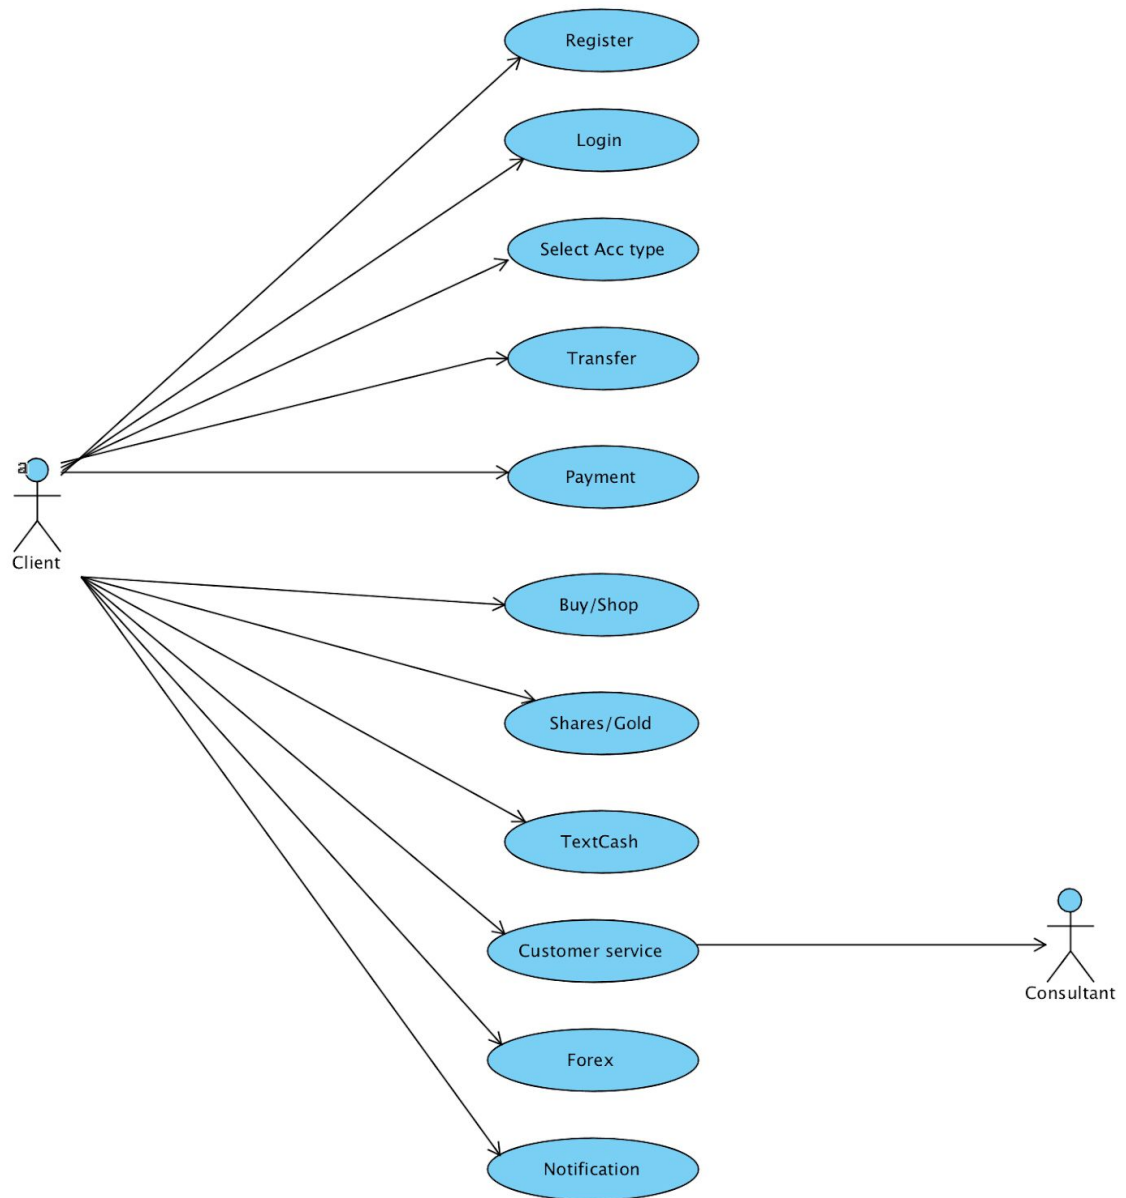 Register
Login
Select Acc type
Transfer
a
Payment
Client
Buy/Shop
Shares/Gold
TextCash
Customer service
Consultant
Forex
Notification